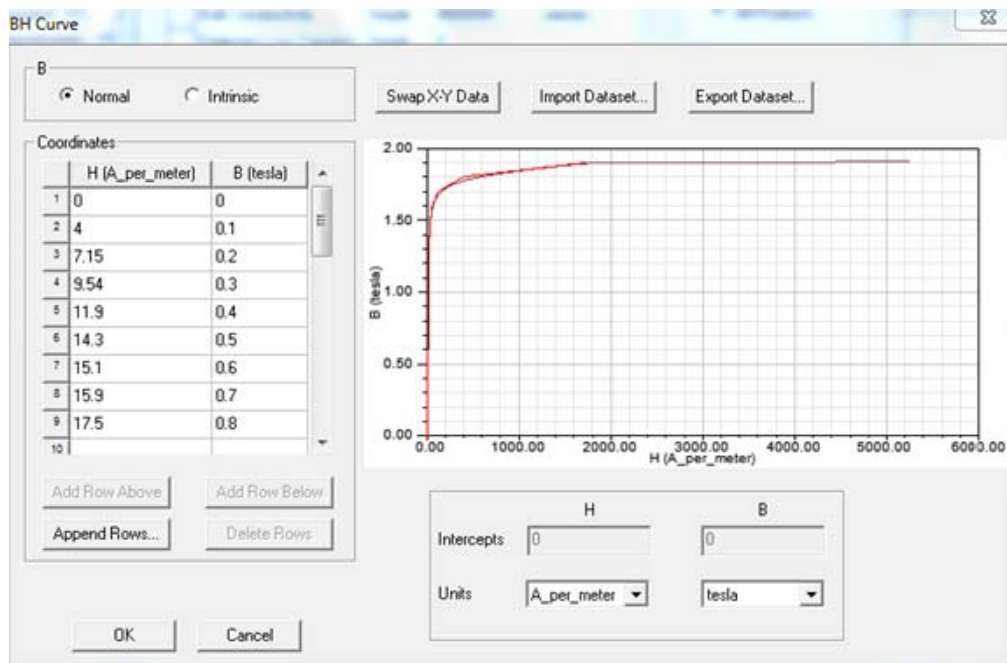 BH Curve
B
Normal Intrinsic
Swap X-Y Data Import Dataset... Export Dataset...
Coordinates
H (A_per_meter) B (tesla)
1 0 0
2 4 0.1
3 7.15 0.2
4 9.54 0.3
5 11.9 0.4
6 14.3 0.5
7 15.1 0.6
8 15.9 0.7
9 17.5 0.8
10
Add Row Above Add Row Below
Append Rows... Delete Rows
OK Cancel
2.00
1.50
1.00
0.50
0.00
B (tesla)
0.00 1000.00 2000.00 3000.00 4000.00 5000.00 6000.00
H (A_per_meter)
H B
Intercepts 0 0
Units A_per_meter tesla